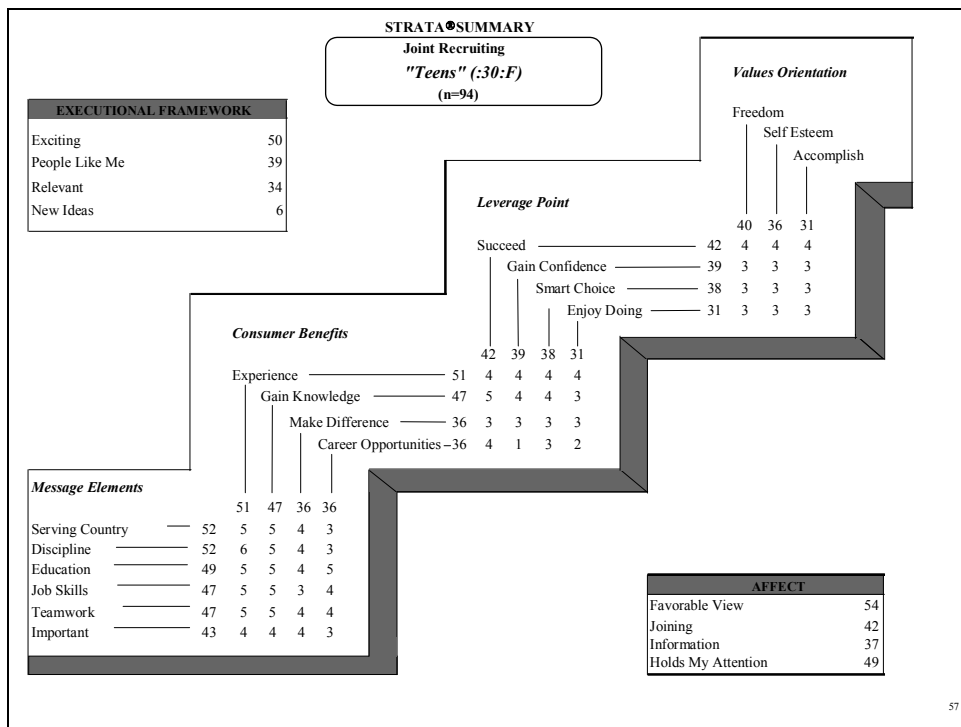 STRATA®SUMMARY
Joint Recruiting
"Teens" (:30:F)
(n=94)
EXECUTIONAL FRAMEWORK
Exciting 50
People Like Me 39
Relevant 34
New Ideas 6
Values Orientation
Freedom
Self Esteem
Accomplish
40 36 31
Leverage Point
Succeed 42 4 4 4
Gain Confidence 39 3 3 3
Smart Choice 38 3 3 3
Enjoy Doing 31 3 3 3
Consumer Benefits
42 39 38 31
Experience 51 4 4 4 4
Gain Knowledge 47 5 4 4 3
Make Difference 36 3 3 3 3
Career Opportunities 36 4 1 3 2
Message Elements
51 47 36 36
Serving Country 52 5 5 4 3
Discipline 52 6 5 4 3
Education 49 5 5 4 5
Job Skills 47 5 5 3 4
Teamwork 47 5 5 4 4
Important 43 4 4 4 3
AFFECT
Favorable View 54
Joining 42
Information 37
Holds My Attention 49
57